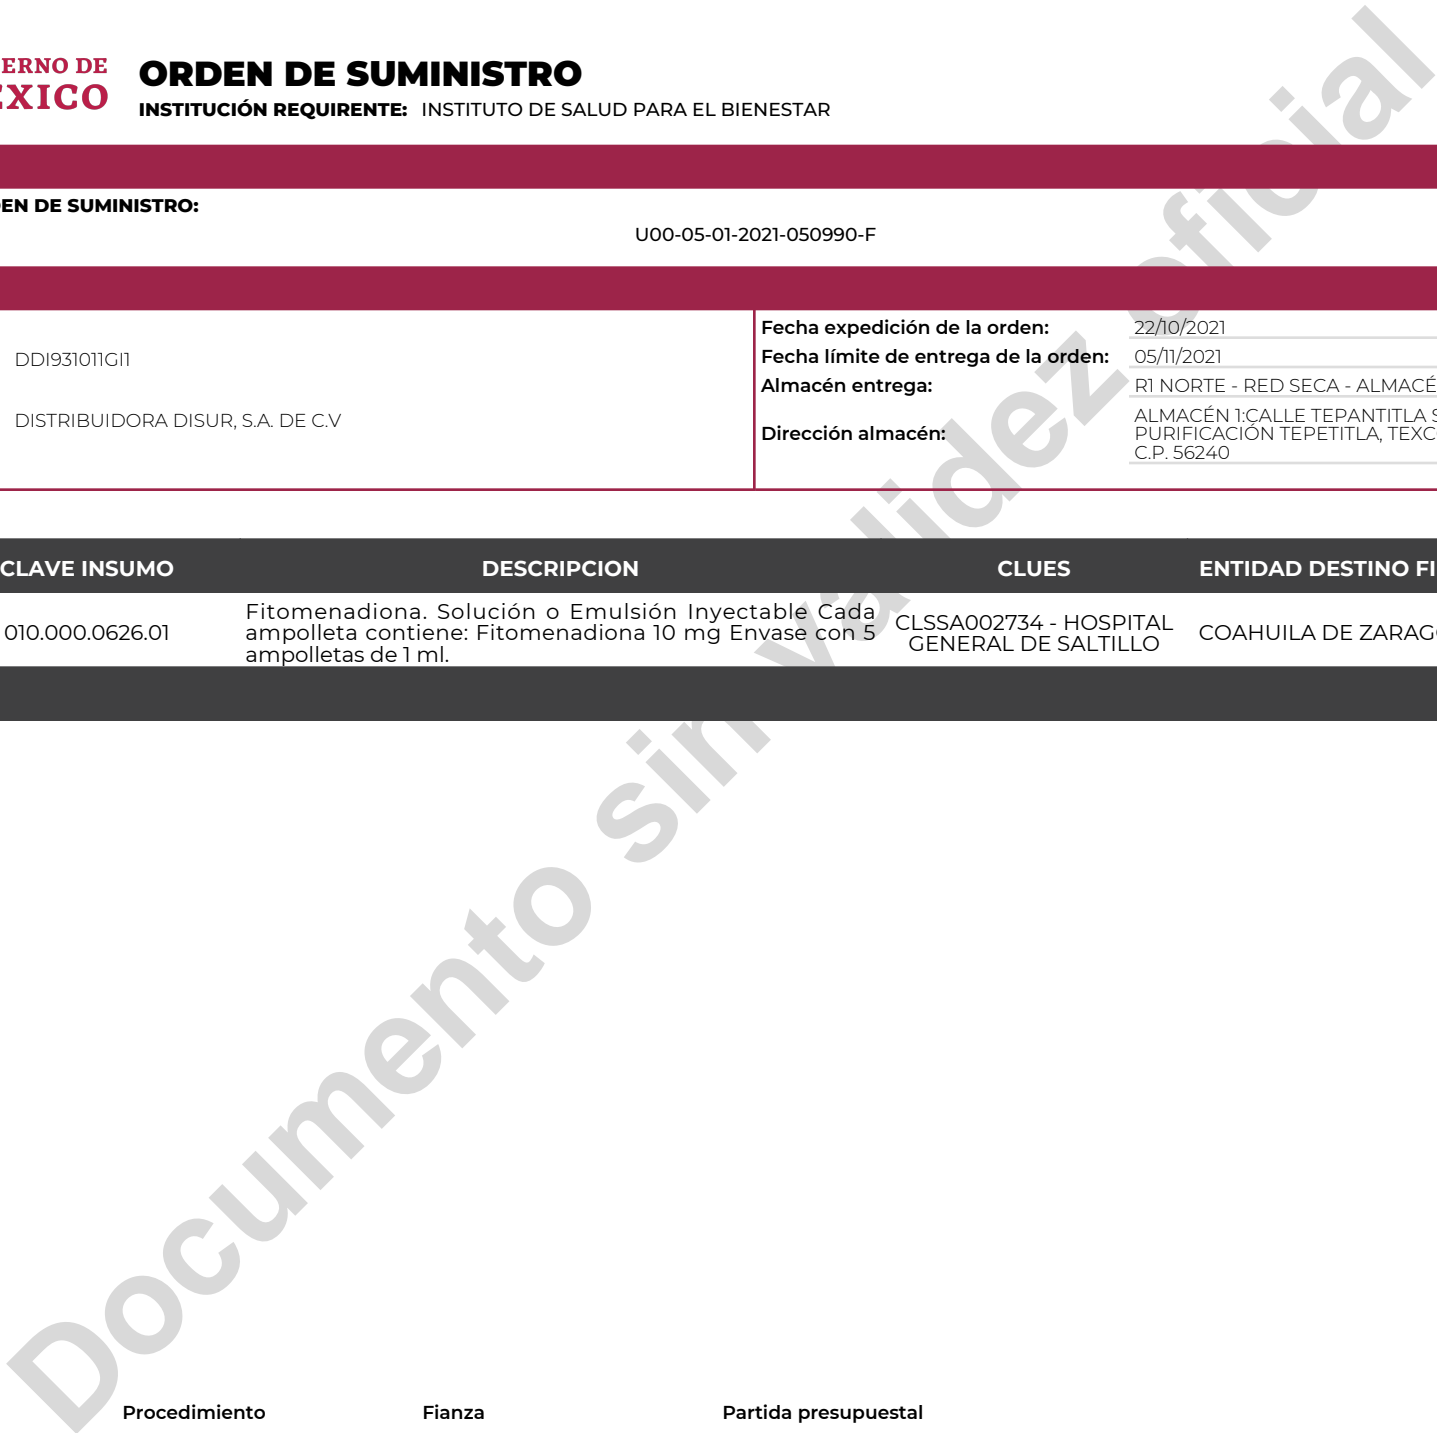 ERNO DE
ORDEN DE SUMINISTRO
XICO
INSTITUCIÓN REQUIRENTE: INSTITUTO DE SALUD PARA EL BIENESTAR
EN DE SUMINISTRO:
U00-05-01-2021-050990-F
DDI931011GI1
DISTRIBUIDORA DISUR, S.A. DE C.V
Fecha expedición de la orden: 22/10/2021
Fecha límite de entrega de la orden: 05/11/2021
Almacén entrega: R1 NORTE - RED SECA - ALMACÉ
Dirección almacén: ALMACÉN 1:CALLE TEPANTITLA S
PURIFICACIÓN TEPETITLA, TEXC
C.P. 56240
CLAVE INSUMO DESCRIPCION CLUES ENTIDAD DESTINO FI
010.000.0626.01
Fitomenadiona. Solución o Emulsión Inyectable Cada
ampolleta contiene: Fitomenadiona 10 mg Envase con 5
ampolletas de 1 ml.
CLSSA002734 - HOSPITAL
GENERAL DE SALTILLO
COAHUILA DE ZARAG
Documento sin validez oficial
Procedimiento Fianza Partida presupuestal